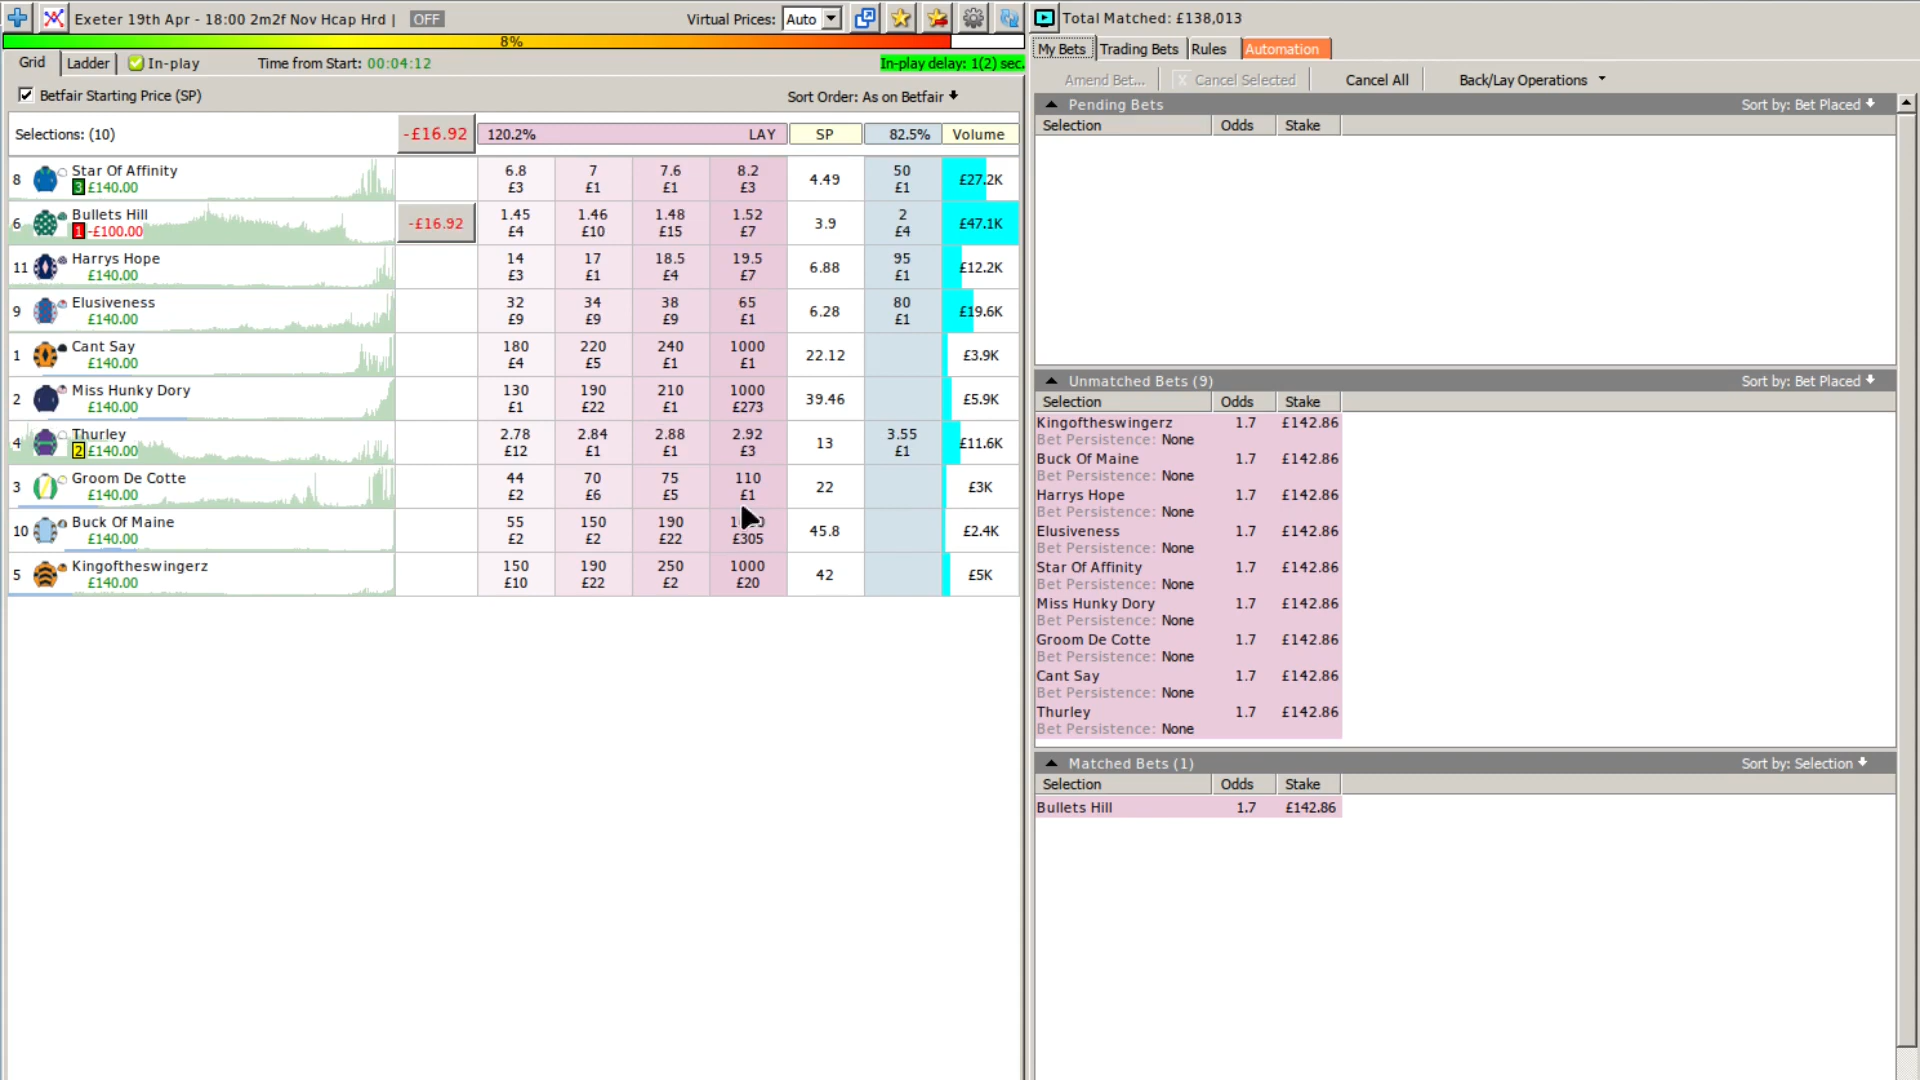 Exeter 19th Apr - 18:00 2m2f Nov Hcap Hrd | OFF Virtual Prices: Auto
8%
Grid Ladder In-play Time from Start: 00:04:12 In-play delay: 1(2) sec.
Betfair Starting Price (SP) Sort Order: As on Betfair
Selections: (10) -£16.92 120.2% LAY SP 82.5% Volume
8 Star Of Affinity 6.8 7 7.6 8.2 4.49 50 £27.2K
3 £140.00 £3 £1 £1 £3 £1
6 Bullets Hill -£16.92 1.45 1.46 1.48 1.52 3.9 2 £47.1K
1 -£100.00 £4 £10 £15 £7 £4
11 Harrys Hope 14 17 18.5 19.5 6.88 95 £12.2K
£140.00 £3 £1 £4 £7 £1
9 Elusiveness 32 34 38 65 6.28 80 £19.6K
£140.00 £9 £9 £9 £1 £1
1 Cant Say 180 220 240 1000 22.12 £3.9K
£140.00 £4 £5 £1 £1
2 Miss Hunky Dory 130 190 210 1000 39.46 £5.9K
£140.00 £1 £22 £1 £273
4 Thurley 2.78 2.84 2.88 2.92 13 3.55 £11.6K
2 £140.00 £12 £1 £1 £3 £1
3 Groom De Cotte 44 70 75 110 22 £3K
£140.00 £2 £6 £5 £1
10 Buck Of Maine 55 150 190 45.8 £2.4K
£140.00 £2 £2 £22 £305
5 Kingoftheswingerz 150 190 250 1000 42 £5K
£140.00 £10 £22 £2 £20
Total Matched: £138,013
My Bets Trading Bets Rules Automation
Amend Bet... Cancel Selected Cancel All Back/Lay Operations
Pending Bets Sort by: Bet Placed
Selection Odds Stake
Unmatched Bets (9) Sort by: Bet Placed
Selection Odds Stake
Kingoftheswingerz 1.7 £142.86
Bet Persistence: None
Buck Of Maine 1.7 £142.86
Bet Persistence: None
Harrys Hope 1.7 £142.86
Bet Persistence: None
Elusiveness 1.7 £142.86
Bet Persistence: None
Star Of Affinity 1.7 £142.86
Bet Persistence: None
Miss Hunky Dory 1.7 £142.86
Bet Persistence: None
Groom De Cotte 1.7 £142.86
Bet Persistence: None
Cant Say 1.7 £142.86
Bet Persistence: None
Thurley 1.7 £142.86
Bet Persistence: None
Matched Bets (1) Sort by: Selection
Selection Odds Stake
Bullets Hill 1.7 £142.86